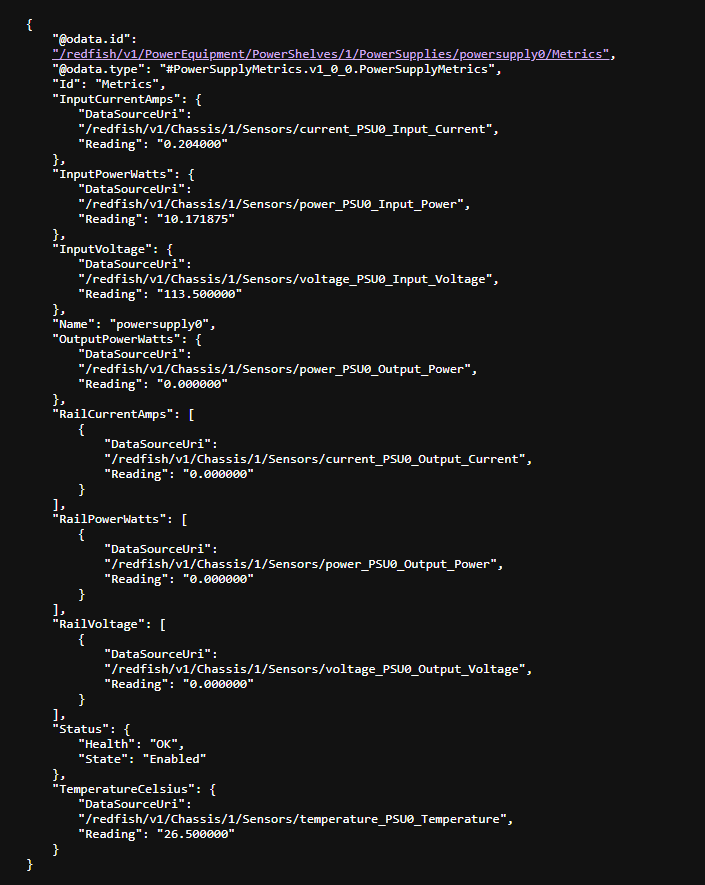 {
"@odata.id":
"/redfish/v1/PowerEquipment/PowerShelves/1/PowerSupplies/powersupply0/Metrics",
"@odata.type": "#PowerSupplyMetrics.v1_0_0.PowerSupplyMetrics",
"Id": "Metrics",
"InputCurrentAmps": {
"DataSourceUri":
"/redfish/v1/Chassis/1/Sensors/current_PSU0_Input_Current",
"Reading": "0.204000"
},
"InputPowerWatts": {
"DataSourceUri":
"/redfish/v1/Chassis/1/Sensors/power_PSU0_Input_Power",
"Reading": "10.171875"
},
"InputVoltage": {
"DataSourceUri":
"/redfish/v1/Chassis/1/Sensors/voltage_PSU0_Input_Voltage",
"Reading": "113.500000"
},
"Name": "powersupply0",
"OutputPowerWatts": {
"DataSourceUri":
"/redfish/v1/Chassis/1/Sensors/power_PSU0_Output_Power",
"Reading": "0.000000"
},
"RailCurrentAmps": [
{
"DataSourceUri":
"/redfish/v1/Chassis/1/Sensors/current_PSU0_Output_Current",
"Reading": "0.000000"
}
],
"RailPowerWatts": [
{
"DataSourceUri":
"/redfish/v1/Chassis/1/Sensors/power_PSU0_Output_Power",
"Reading": "0.000000"
}
],
"RailVoltage": [
{
"DataSourceUri":
"/redfish/v1/Chassis/1/Sensors/voltage_PSU0_Output_Voltage",
"Reading": "0.000000"
}
],
"Status": {
"Health": "OK",
"State": "Enabled"
},
"TemperatureCelsius": {
"DataSourceUri":
"/redfish/v1/Chassis/1/Sensors/temperature_PSU0_Temperature",
"Reading": "26.500000"
}
}